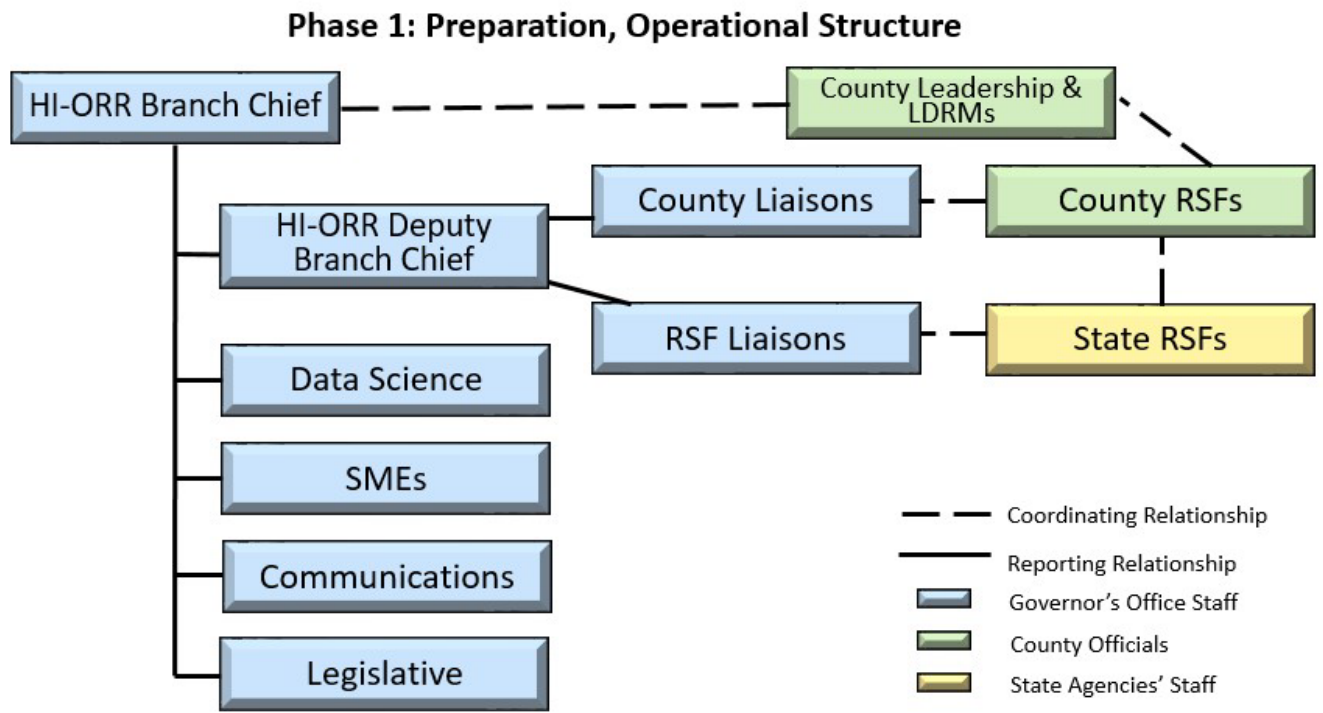 Phase 1: Preparation, Operational Structure
HI-ORR Branch Chief
County Leadership &
LDRMs
County Liaisons
County RSFs
HI-ORR Deputy
Branch Chief
RSF Liaisons
State RSFs
Data Science
SMEs
Communications
Legislative
Coordinating Relationship
Reporting Relationship
Governor's Office Staff
County Officials
State Agencies' Staff